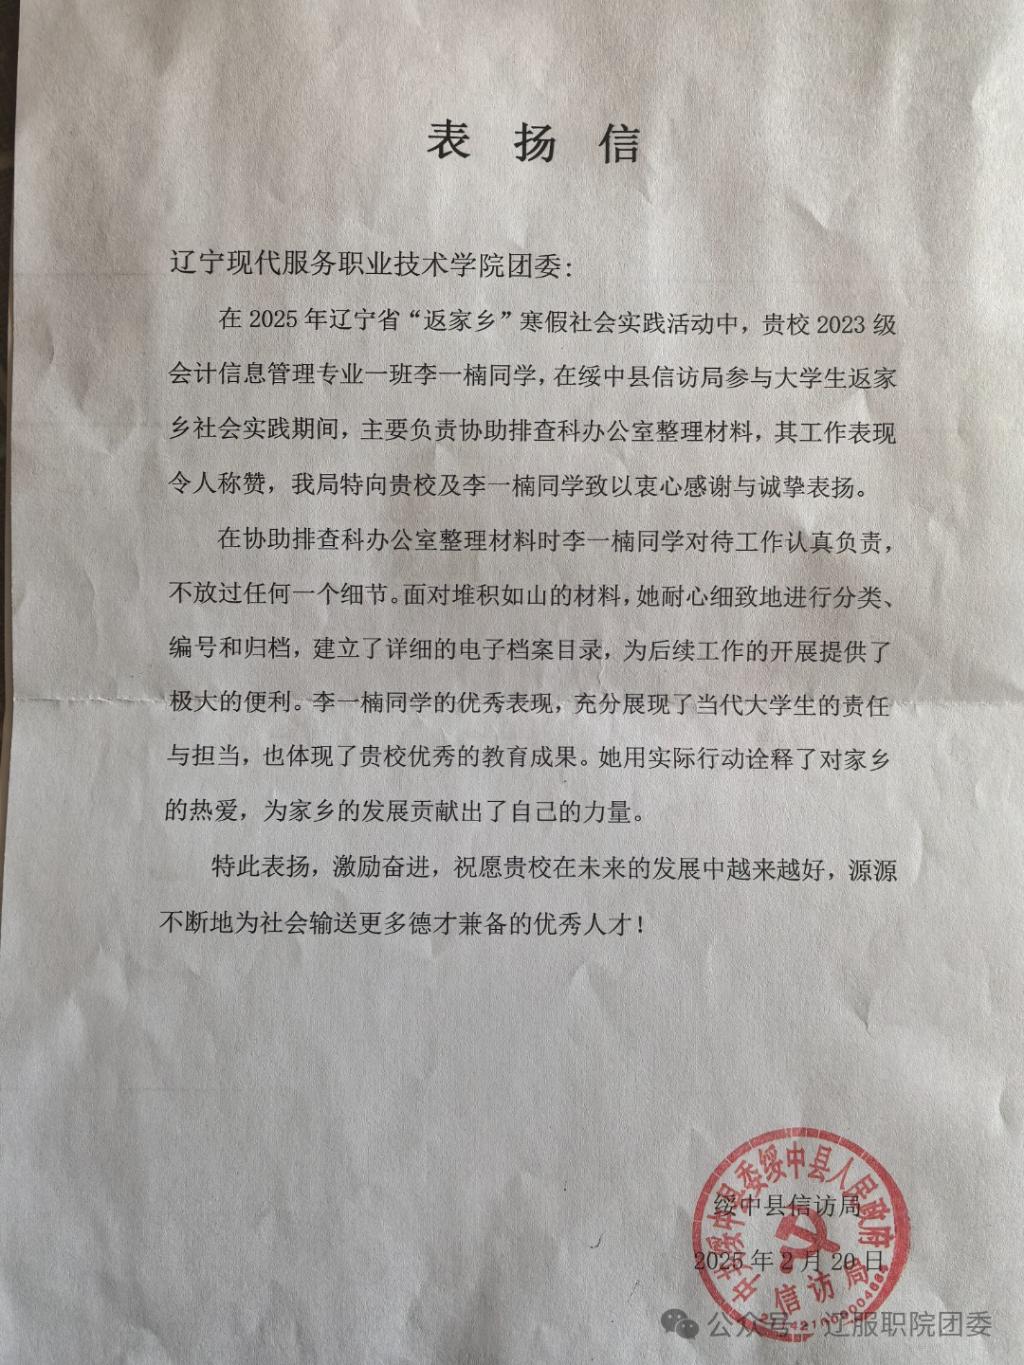 表扬信
辽宁现代服务职业技术学院团委:
在2025年辽宁省“返家乡”寒假社会实践活动中，贵校2023级
会计信息管理专业一班李一楠同学，在绥中县信访局参与大学生返家
乡社会实践期间，主要负责协助排查科办公室整理材料，其工作表现
令人称赞，我局特向贵校及李一楠同学致以衷心感谢与诚挚表扬。
在协助排查科办公室整理材料时李一楠同学对待工作认真负责，
不放过任何一个细节。面对堆积如山的材料，她耐心细致地进行分类、
编号和归档，建立了详细的电子档案目录，为后续工作的开展提供了
极大的便利。李一楠同学的优秀表现，充分展现了当代大学生的责任
与担当，也体现了贵校优秀的教育成果。她用实际行动诠释了对家乡
的热爱，为家乡的发展贡献出了自己的力量。
特此表扬，激励奋进，祝愿贵校在未来的发展中越来越好，源源
不断地为社会输送更多德才兼备的优秀人才！
中共绥中县委绥中县人民政府
绥中县信访局
2025年2月20日
信访局
公众号·辽服职院团委